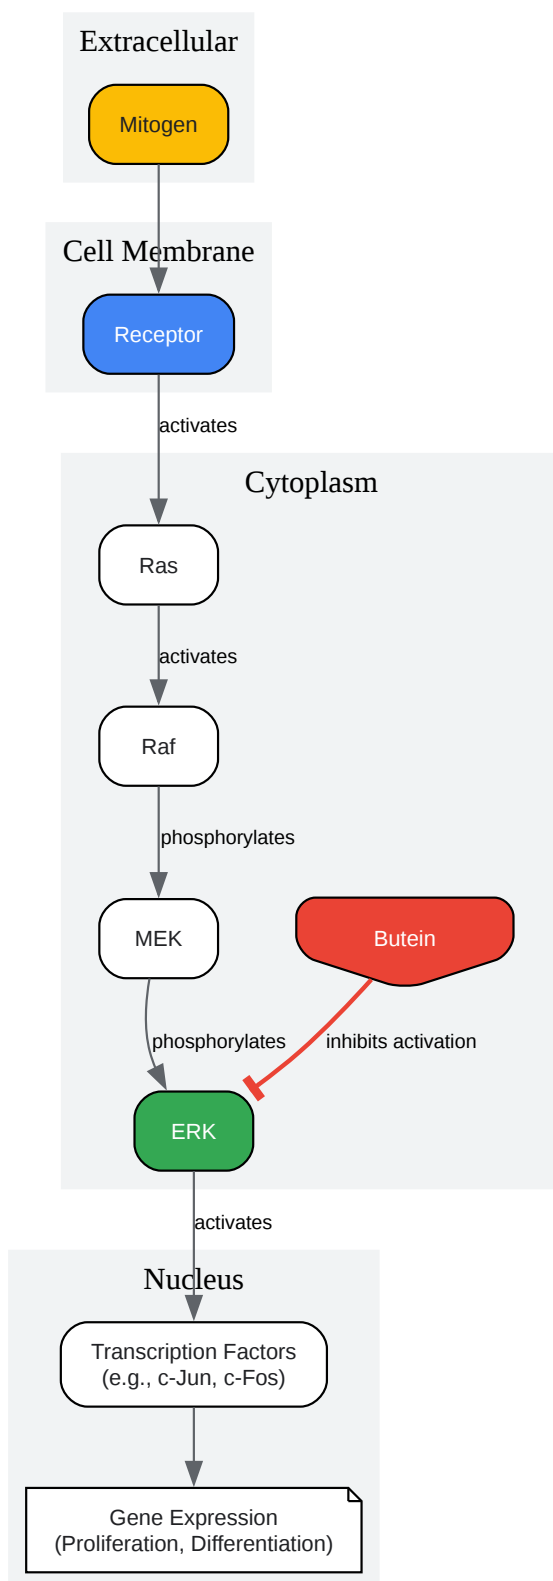 Extracellular
Mitogen
Cell Membrane
Receptor
activates
Cytoplasm
Ras
activates
Raf
phosphorylates
MEK
Butein
phosphorylates
inhibits activation
ERK
activates
Nucleus
Transcription Factors
(e.g., c-Jun, c-Fos)
Gene Expression
(Proliferation, Differentiation)